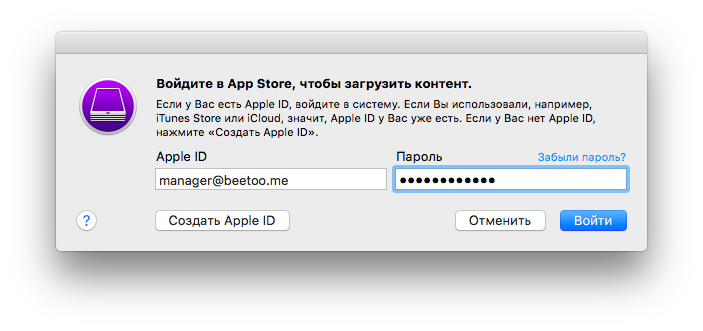 Войдите в App Store, чтобы загрузить контент.
Если у Вас есть Apple ID, войдите в систему. Если Вы использовали, например,
iTunes Store или iCloud, значит, Apple ID у Вас уже есть. Если у Вас нет Apple ID,
нажмите «Создать Apple ID».
Apple ID Пароль Забыли пароль?
manager@beetoo.me ●●●●●●●●●●●●
? Создать Apple ID Отменить Войти